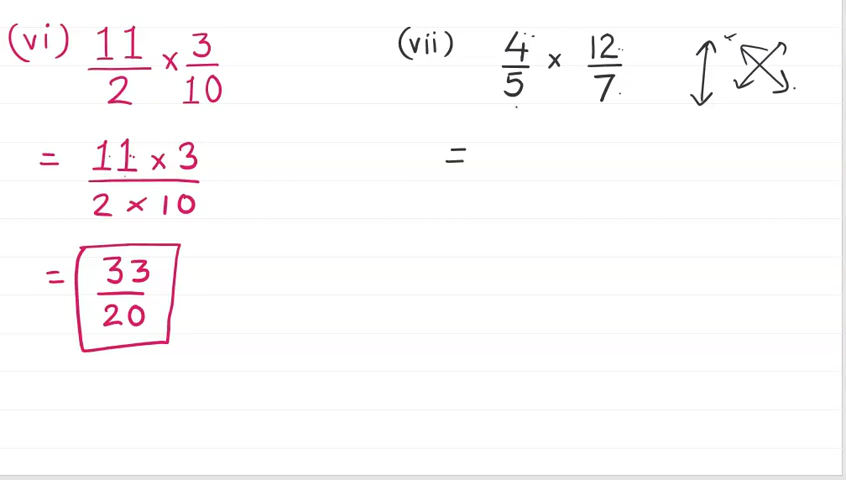 (vi) 11/2 × 3/10
= 11 × 3 / 2 × 10
= 33/20
(vii) 4/5 × 12/7
=